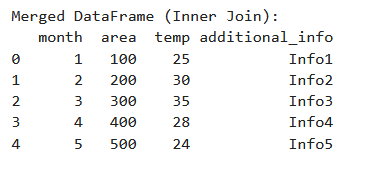 Merged DataFrame (Inner Join):
month area temp additional_info
0 1 100 25 Info1
1 2 200 30 Info2
2 3 300 35 Info3
3 4 400 28 Info4
4 5 500 24 Info5